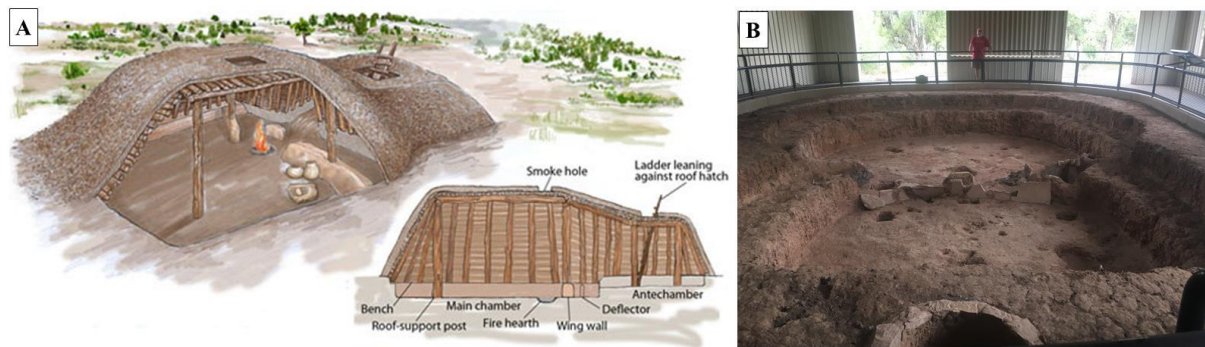 A
B
Smoke hole
Ladder leaning
against roof hatch
Bench
Main chamber
Antechamber
Deflector
Roof-support post
Fire hearth
Wing wall